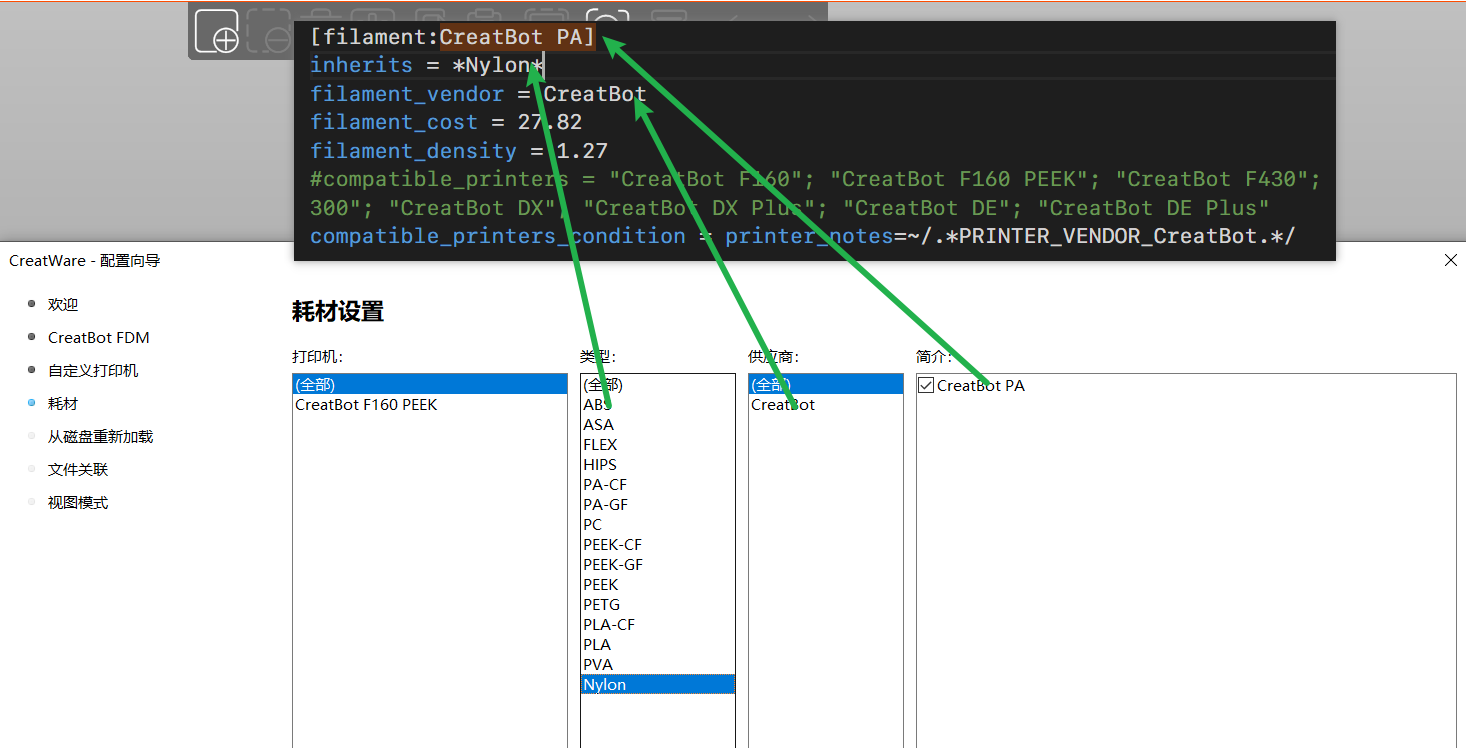 [filament:CreatBot PA]
inherits = *Nylon*
filament_vendor = CreatBot
filament_cost = 27.82
filament_density = 1.27
#compatible_printers = "CreatBot F160"; "CreatBot F160 PEEK"; "CreatBot F430";
300"; "CreatBot DX"; "CreatBot DX Plus"; "CreatBot DE"; "CreatBot DE Plus"
compatible_printers_condition = printer_notes=~/.*PRINTER_VENDOR_CreatBot.*/
CreatWare - 配置向导
欢迎
CreatBot FDM
自定义打印机
耗材
从磁盘重新加载
文件关联
视图模式
耗材设置
打印机:
(全部)
CreatBot F160 PEEK
类型:
(全部)
ABS
ASA
FLEX
HIPS
PA-CF
PA-GF
PC
PEEK-CF
PEEK-GF
PEEK
PETG
PLA-CF
PLA
PVA
Nylon
供应商:
(全部)
CreatBot
简介:
CreatBot PA